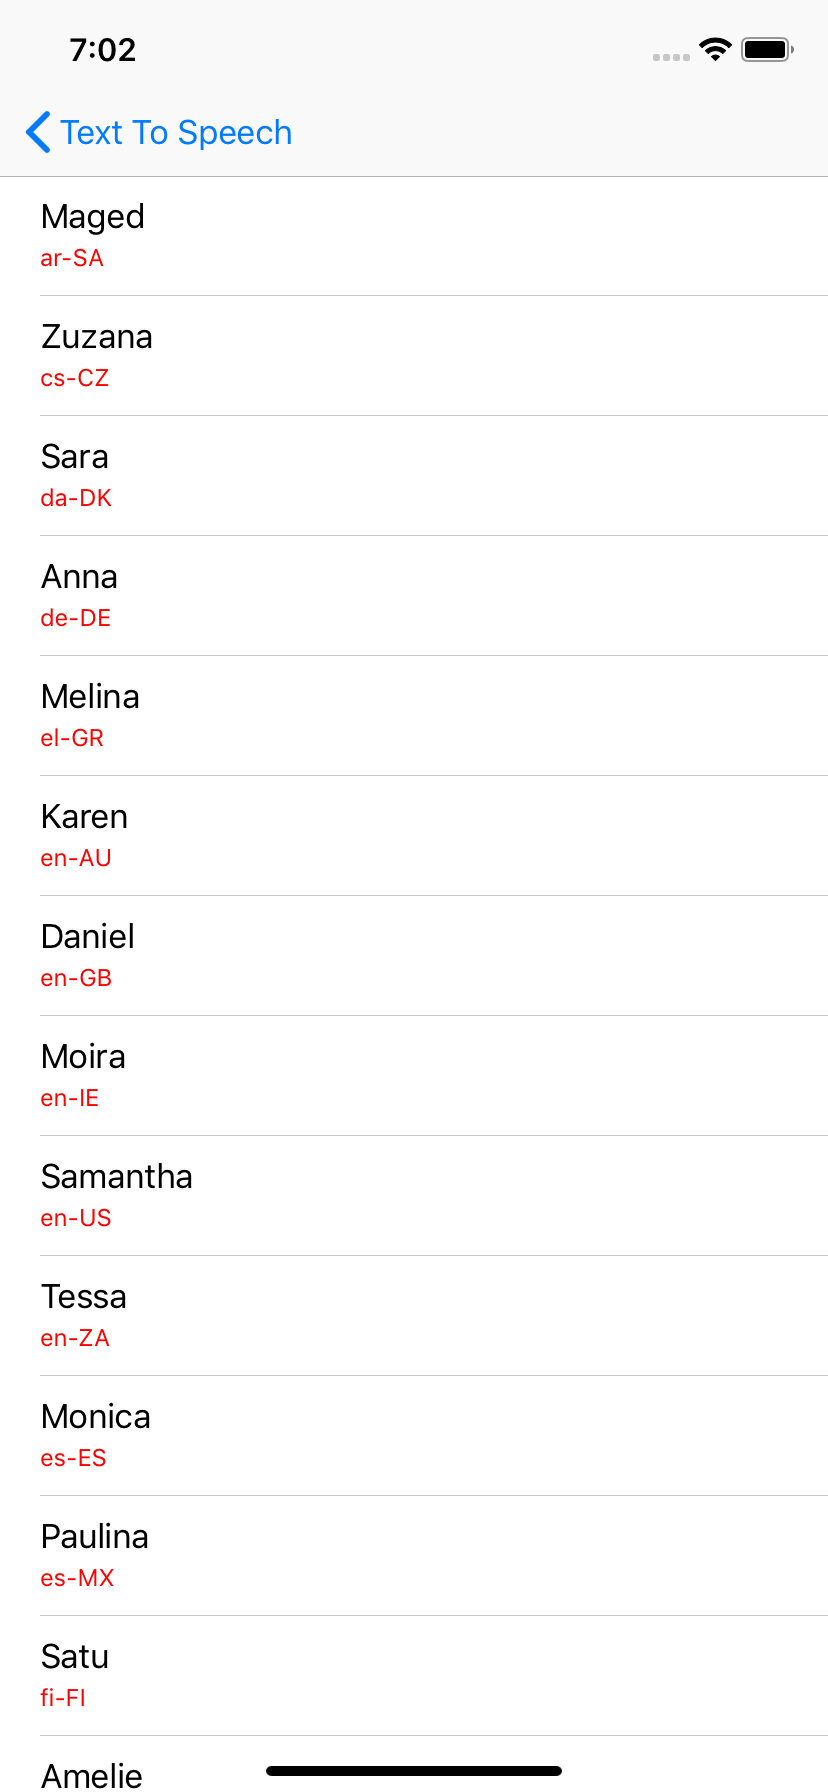 7:02
Text To Speech
Maged
ar-SA
Zuzana
cs-CZ
Sara
da-DK
Anna
de-DE
Melina
el-GR
Karen
en-AU
Daniel
en-GB
Moira
en-IE
Samantha
en-US
Tessa
en-ZA
Monica
es-ES
Paulina
es-MX
Satu
fi-FI
Amelie